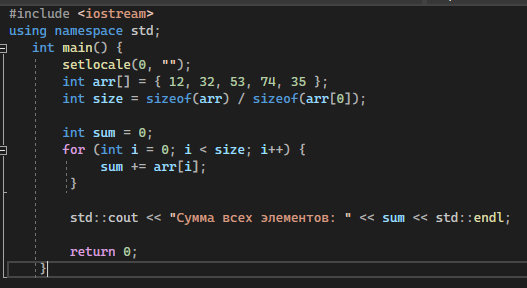 #include <iostream>
using namespace std;
int main() {
setlocale(0, "");
int arr[] = { 12, 32, 53, 74, 35 };
int size = sizeof(arr) / sizeof(arr[0]);
int sum = 0;
for (int i = 0; i < size; i++) {
sum += arr[i];
}
std::cout << "Сумма всех элементов: " << sum << std::endl;
return 0;
}